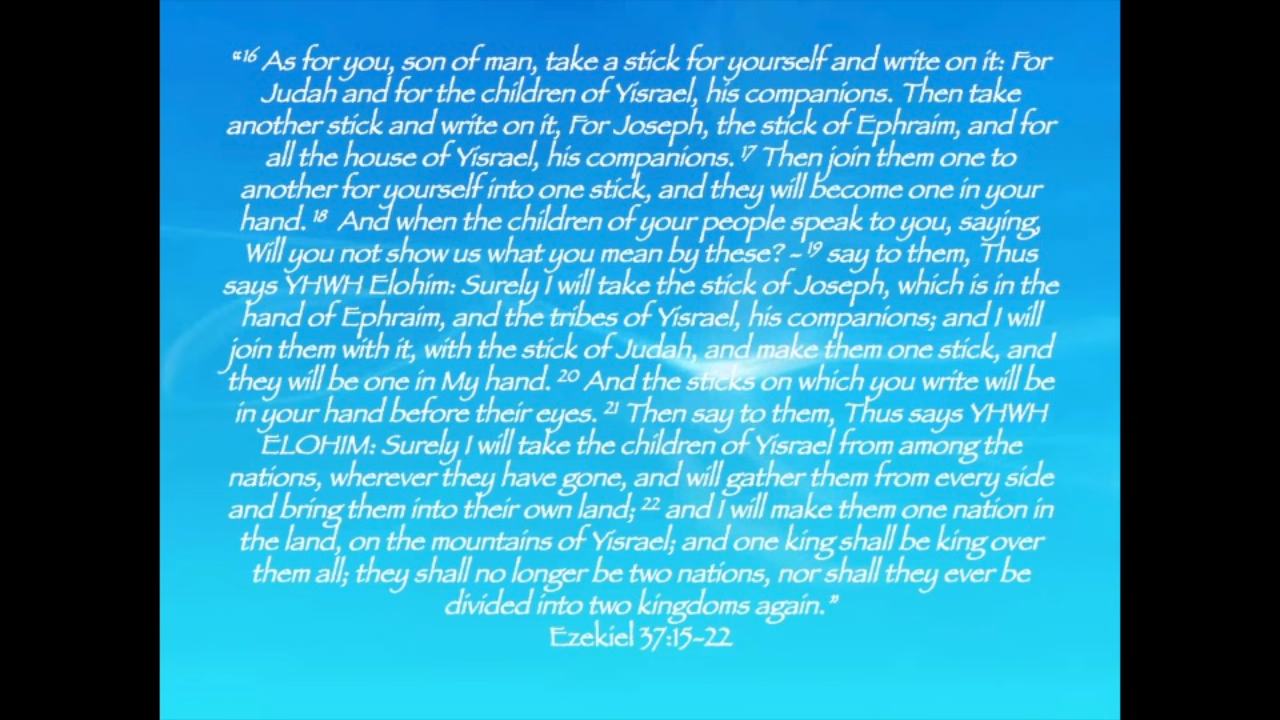 “16 As for you, son of man, take a stick for yourself and write on it: For
Judah and for the children of Yisrael, his companions. Then take
another stick and write on it, For Joseph, the stick of Ephraim, and for
all the house of Yisrael, his companions. 17 Then join them one to
another for yourself into one stick, and they will become one in your
hand. 18 And when the children of your people speak to you, saying,
Will you not show us what you mean by these? - 19 say to them, Thus
says YHWH Elohim: Surely I will take the stick of Joseph, which is in the
hand of Ephraim, and the tribes of Yisrael, his companions; and I will
join them with it, with the stick of Judah, and make them one stick, and
they will be one in My hand. 20 And the sticks on which you write will be
in your hand before their eyes. 21 Then say to them, Thus says YHWH
ELOHIM: Surely I will take the children of Yisrael from among the
nations, wherever they have gone, and will gather them from every side
and bring them into their own land; 22 and I will make them one nation in
the land, on the mountains of Yisrael; and one king shall be king over
them all; they shall no longer be two nations, nor shall they ever be
divided into two kingdoms again.”
Ezekiel 37:15-22